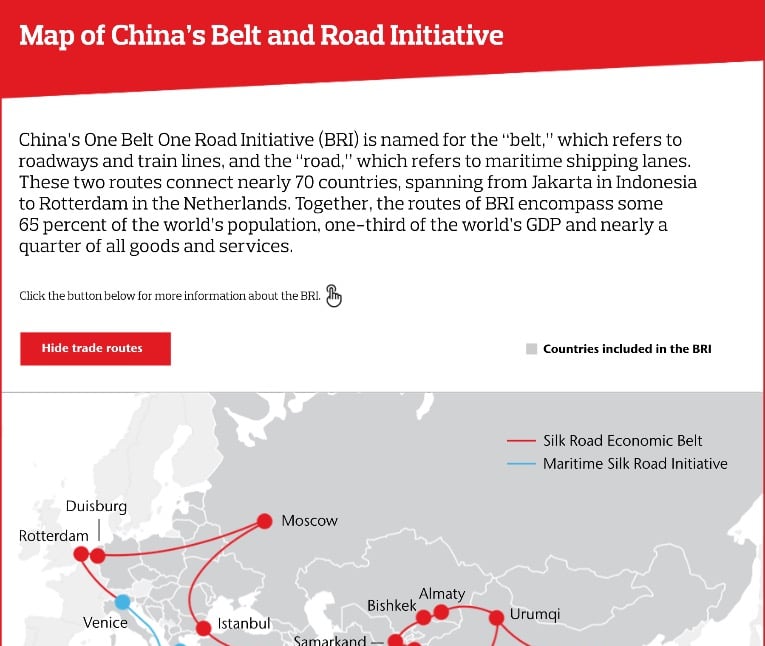 Map of China's Belt and Road Initiative
China's One Belt One Road Initiative (BRI) is named for the "belt," which refers to
roadways and train lines, and the "road," which refers to maritime shipping lanes.
These two routes connect nearly 70 countries, spanning from Jakarta in Indonesia
to Rotterdam in the Netherlands. Together, the routes of BRI encompass some
65 percent of the world's population, one-third of the world's GDP and nearly a
quarter of all goods and services.
Click the button below for more information about the BRI.
Hide trade routes
Countries included in the BRI
Silk Road Economic Belt
Maritime Silk Road Initiative
Duisburg
Rotterdam
Moscow
Almaty
Bishkek
Urumqi
Venice
Istanbul
Samarkand